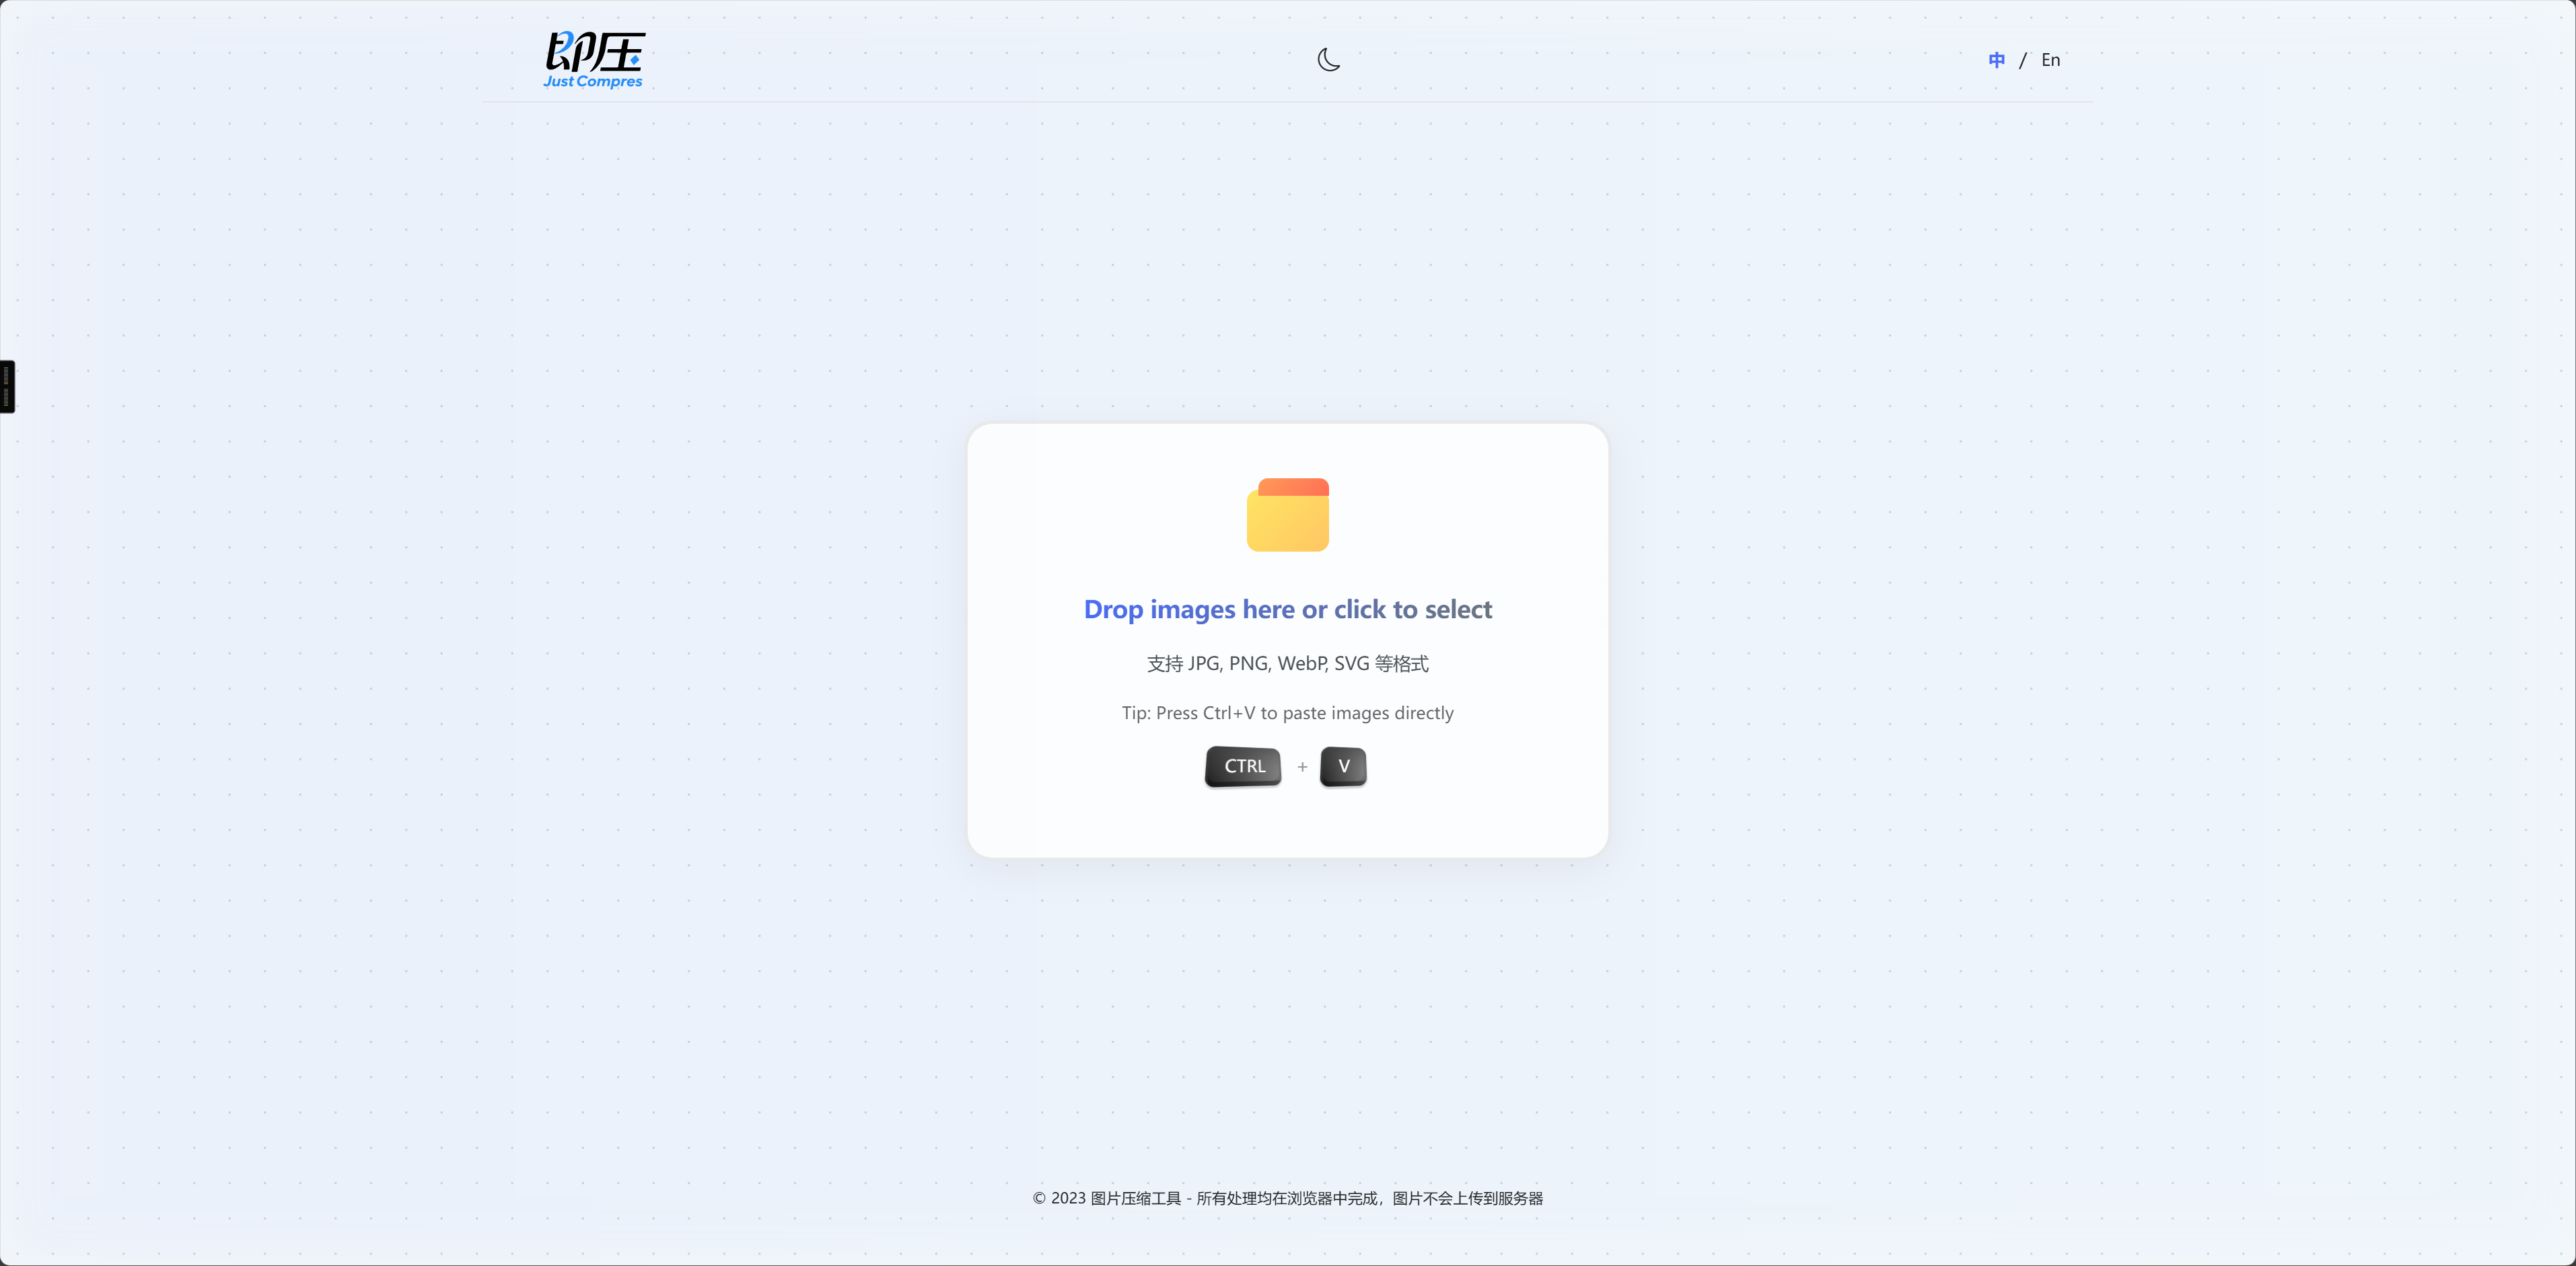 即压
Just Compres
中 / En
Drop images here or click to select
支持 JPG, PNG, WebP, SVG 等格式
Tip: Press Ctrl+V to paste images directly
CTRL + V
© 2023 图片压缩工具 - 所有处理均在浏览器中完成，图片不会上传到服务器